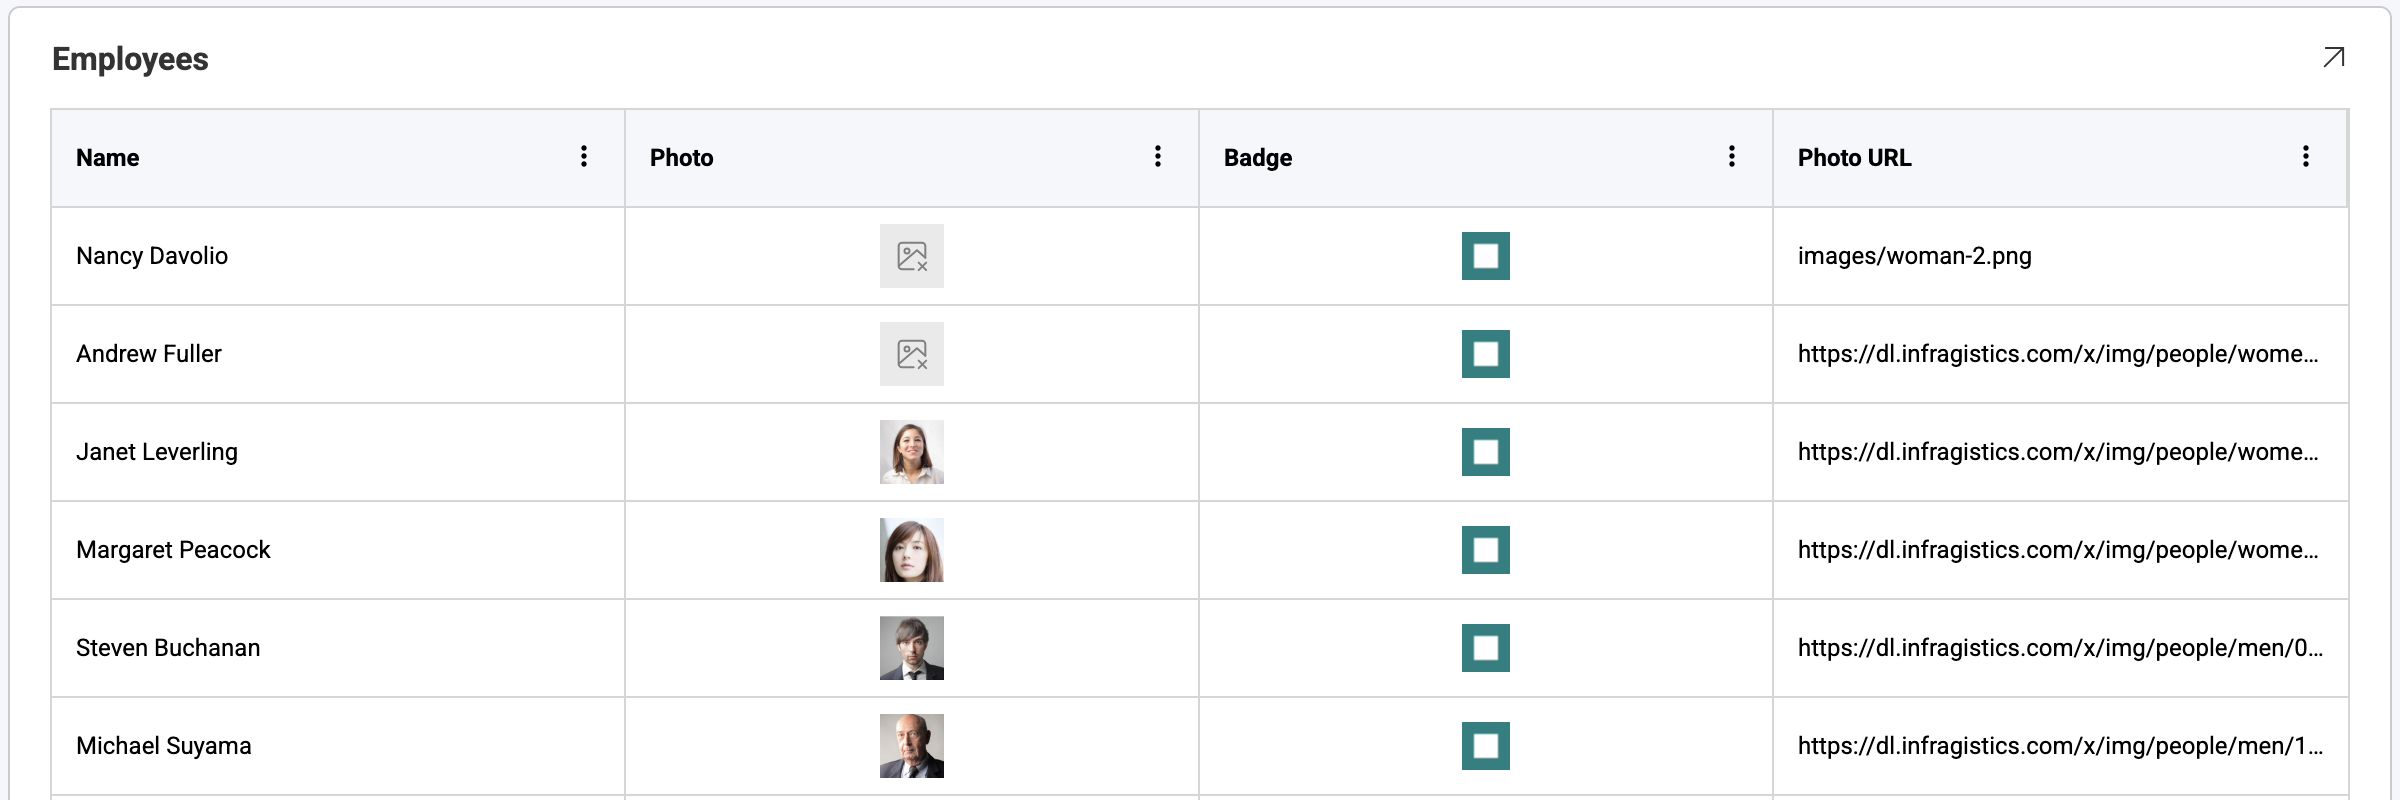 Employees
Name Photo Badge Photo URL
Nancy Davolio images/woman-2.png
Andrew Fuller https://dl.infragistics.com/x/img/people/wome...
Janet Leverling https://dl.infragistics.com/x/img/people/wome...
Margaret Peacock https://dl.infragistics.com/x/img/people/wome...
Steven Buchanan https://dl.infragistics.com/x/img/people/men/0...
Michael Suyama https://dl.infragistics.com/x/img/people/men/1...